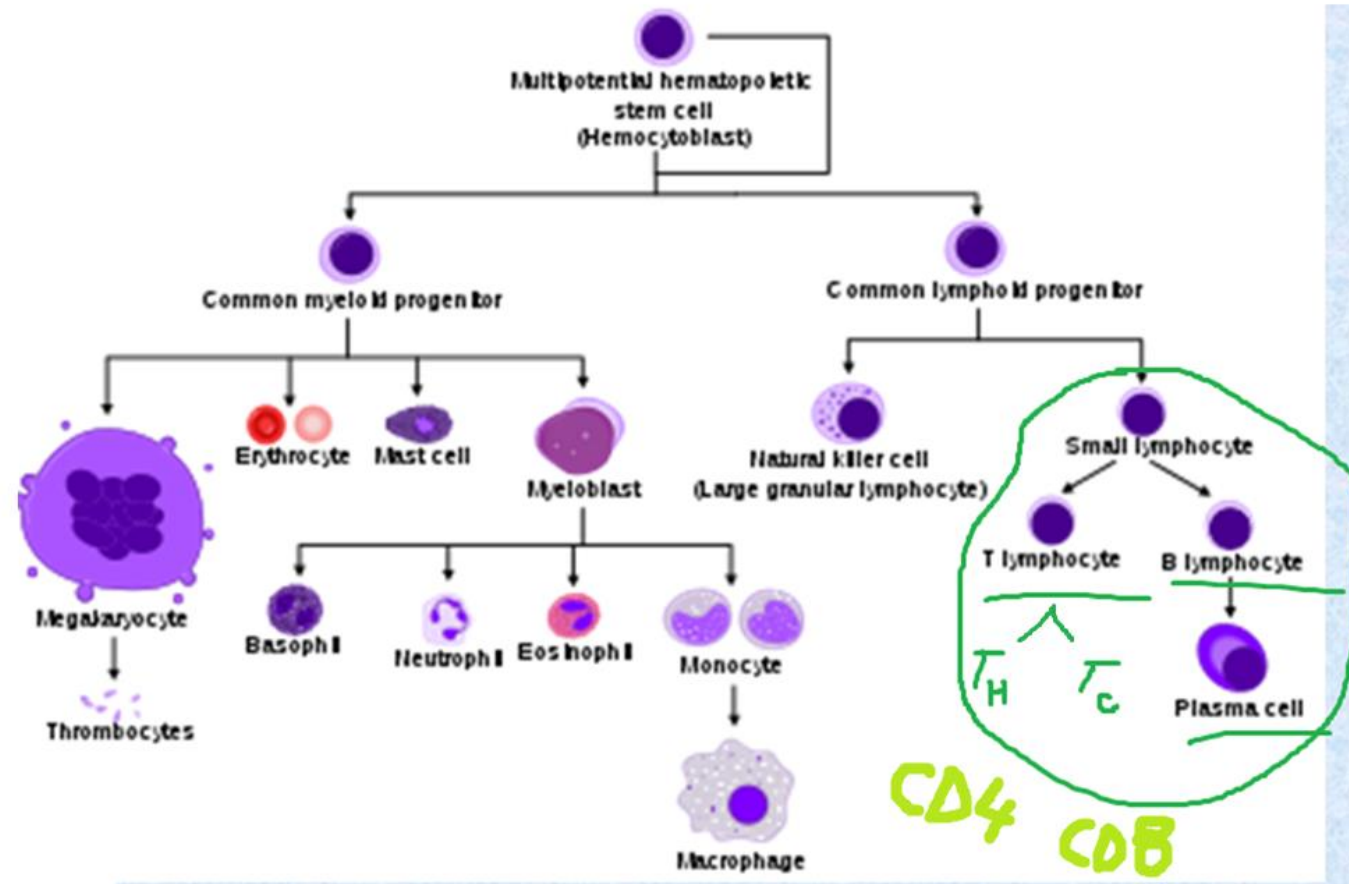 Multipotential hematopoietic
stem cell
(Hemocytoblast)
Common myeloid progenitor
Common lymphoid progenitor
Erythrocyte
Mast cell
Myeloblast
Natural killer cell
(Large granular lymphocyte)
Small lymphocyte
T lymphocyte
B lymphocyte
Megakaryocyte
Basophil
Neutrophil
Eosinophil
Monocyte
TH
TC
Plasma cell
Thrombocytes
Macrophage
CD4
CD8